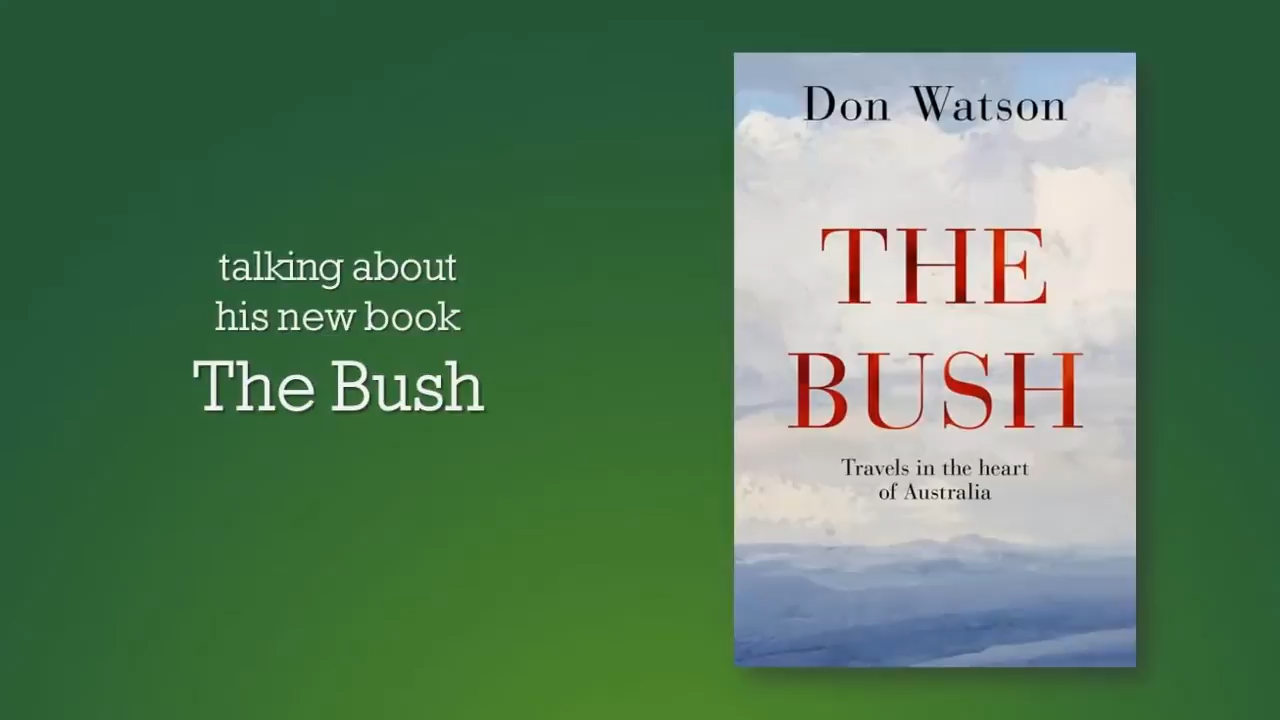 talking about
his new book
The Bush
Don Watson
THE
BUSH
Travels in the heart
of Australia